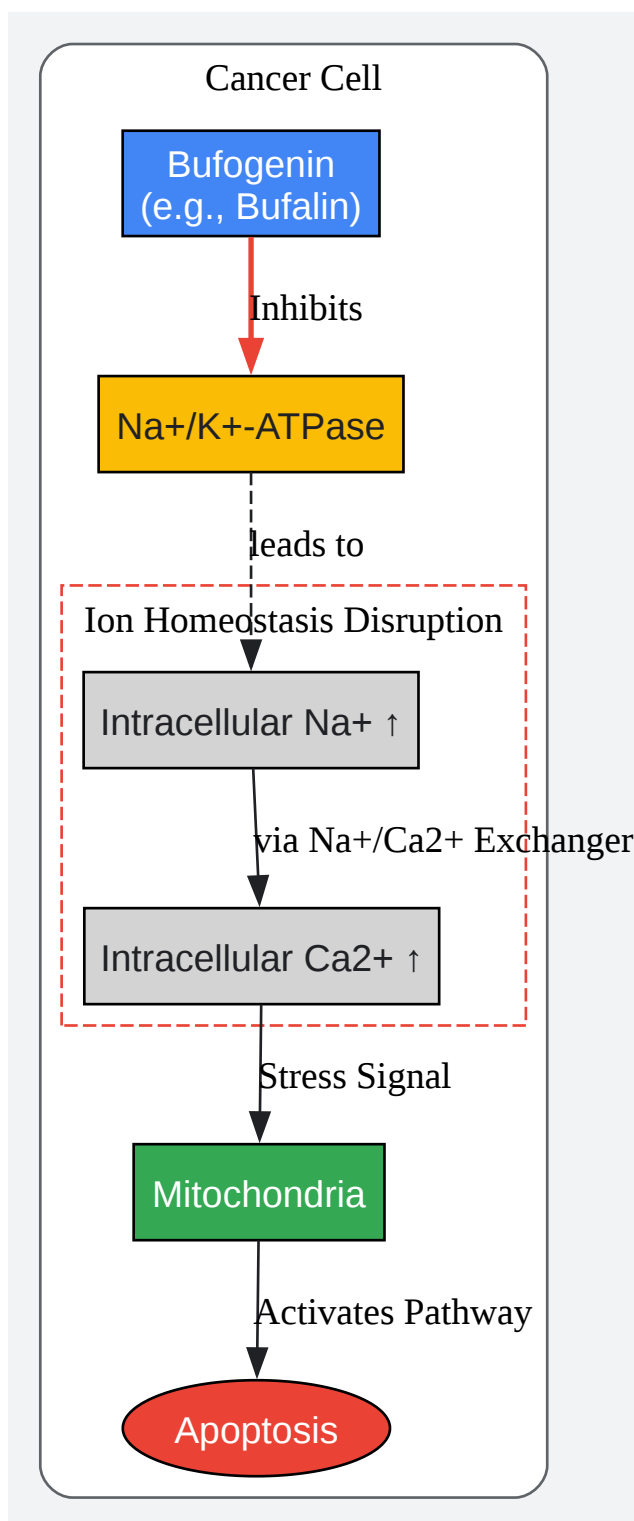 Cancer Cell
Bufogenin
(e.g., Bufalin)
Inhibits
Na+/K+-ATPase
leads to
Ion Homeostasis Disruption
Intracellular Na+ ↑
via Na+/Ca2+ Exchanger
Intracellular Ca2+ ↑
Stress Signal
Mitochondria
Activates Pathway
Apoptosis